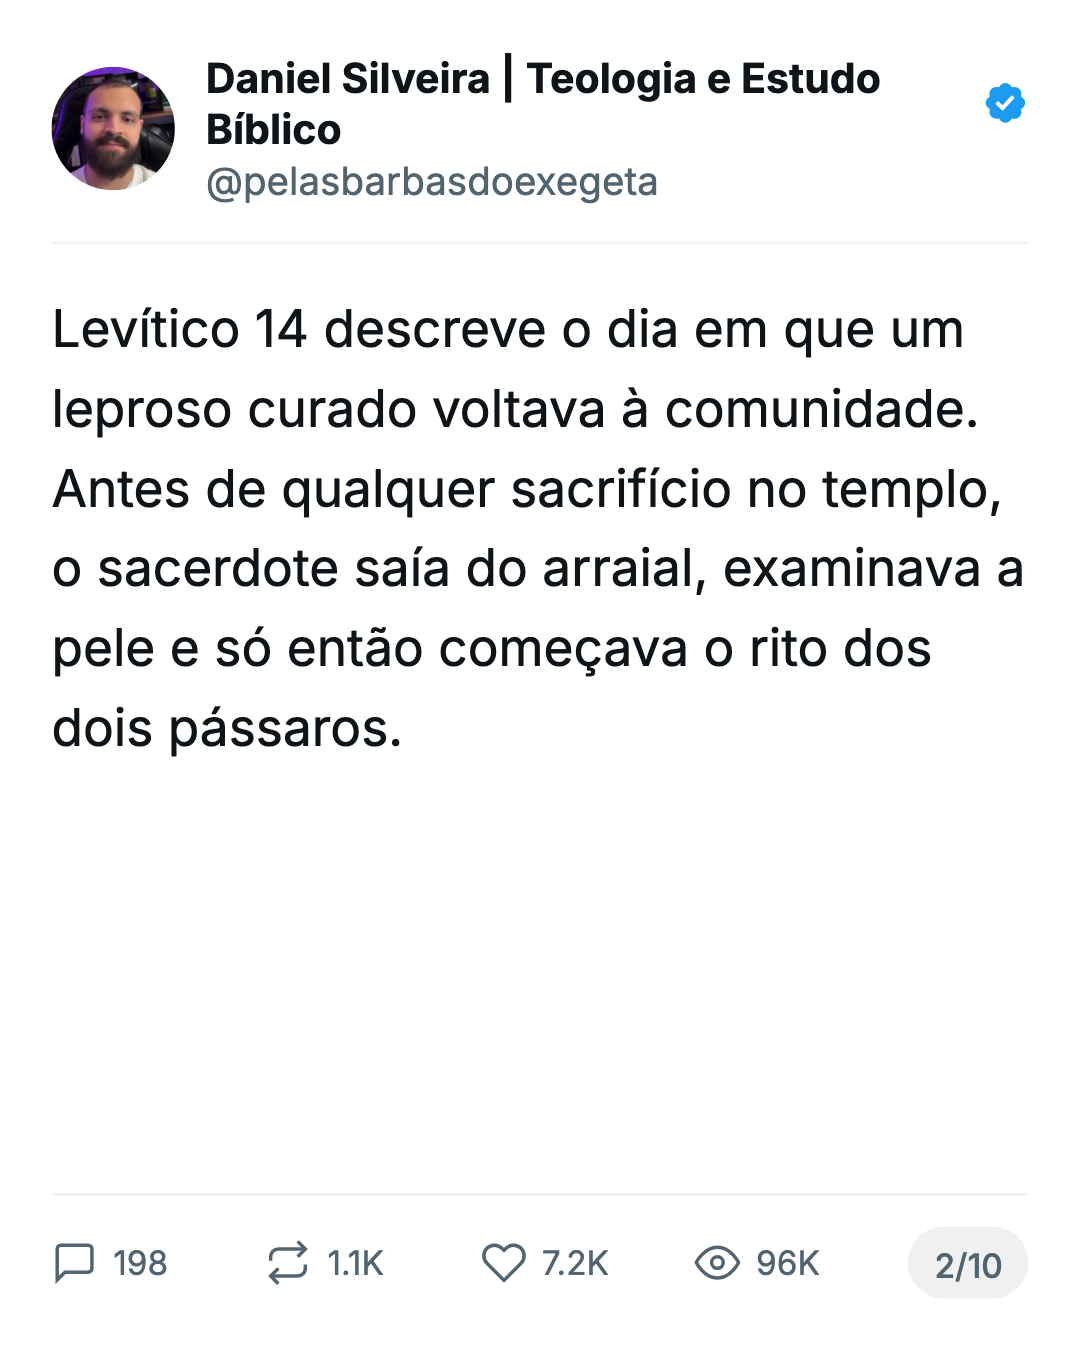 Daniel Silveira | Teologia e Estudo
Bíblico
@pelasbarbasdoexegeta
Levítico 14 descreve o dia em que um
leproso curado voltava à comunidade.
Antes de qualquer sacrifício no templo,
o sacerdote saía do arraial, examinava a
pele e só então começava o rito dos
dois pássaros.
198 1.1K 7.2K 96K 2/10